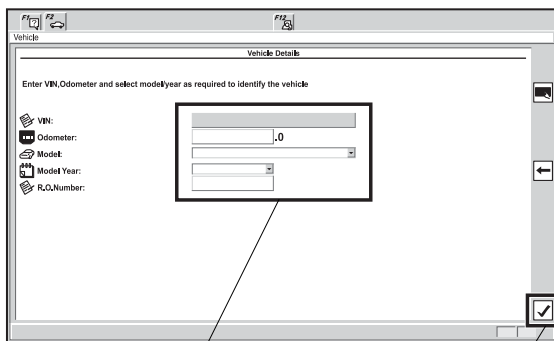 F1 F2 F12
Vehicle
Vehicle Details
Enter VIN,Odometer and select model/year as required to identify the vehicle
VIN:
Odometer: .0
Model:
Model Year:
R.O.Number: